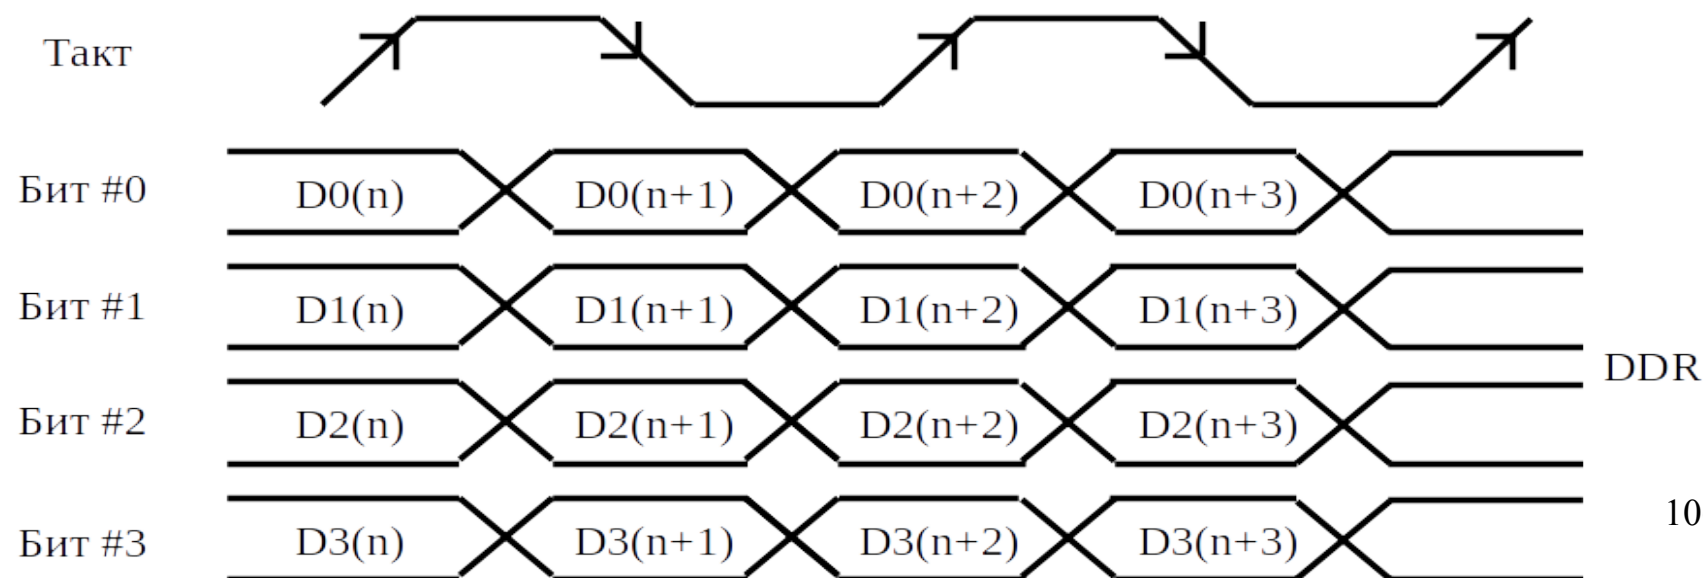 Такт
Бит #0 D0(n) D0(n+1) D0(n+2) D0(n+3)
Бит #1 D1(n) D1(n+1) D1(n+2) D1(n+3)
DDR
Бит #2 D2(n) D2(n+1) D2(n+2) D2(n+3)
10
Бит #3 D3(n) D3(n+1) D3(n+2) D3(n+3)